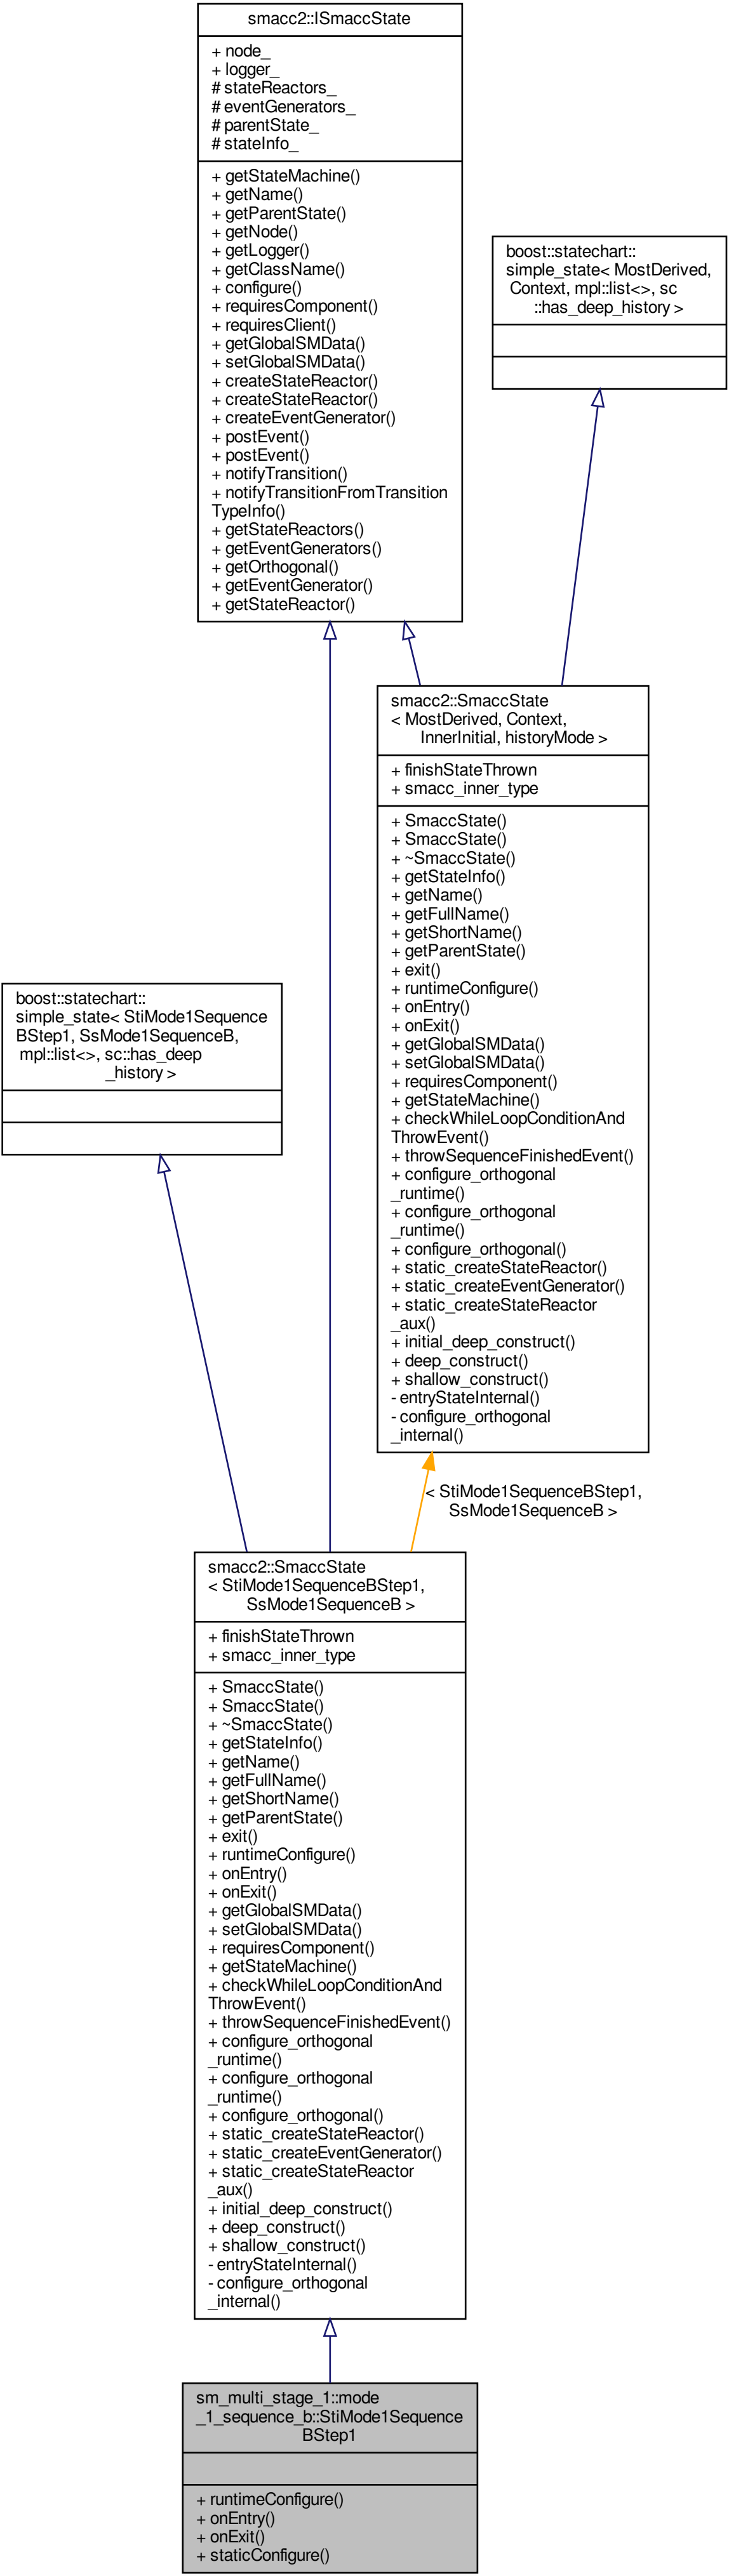 smacc2::ISmaccState
+ node_
+ logger_
# stateReactors_
# eventGenerators_
# parentState_
# stateInfo_
+ getStateMachine()
+ getName()
+ getParentState()
+ getNode()
+ getLogger()
+ getClassName()
+ configure()
+ requiresComponent()
+ requiresClient()
+ getGlobalSMData()
+ setGlobalSMData()
+ createStateReactor()
+ createStateReactor()
+ createEventGenerator()
+ postEvent()
+ postEvent()
+ notifyTransition()
+ notifyTransitionFromTransition
TypeInfo()
+ getStateReactors()
+ getEventGenerators()
+ getOrthogonal()
+ getEventGenerator()
+ getStateReactor()
boost::statechart::
simple_state< MostDerived,
Context, mpl::list<>, sc
::has_deep_history >
smacc2::SmaccState
< MostDerived, Context,
InnerInitial, historyMode >
+ finishStateThrown
+ smacc_inner_type
+ SmaccState()
+ SmaccState()
+ ~SmaccState()
+ getStateInfo()
+ getName()
+ getFullName()
+ getShortName()
+ getParentState()
+ exit()
+ runtimeConfigure()
+ onEntry()
+ onExit()
+ getGlobalSMData()
+ setGlobalSMData()
+ requiresComponent()
+ getStateMachine()
+ checkWhileLoopConditionAnd
ThrowEvent()
+ throwSequenceFinishedEvent()
+ configure_orthogonal
_runtime()
+ configure_orthogonal
_runtime()
+ configure_orthogonal()
+ static_createStateReactor()
+ static_createEventGenerator()
+ static_createStateReactor
_aux()
+ initial_deep_construct()
+ deep_construct()
+ shallow_construct()
- entryStateInternal()
- configure_orthogonal
_internal()
boost::statechart::
simple_state< StiMode1Sequence
BStep1, SsMode1SequenceB,
mpl::list<>, sc::has_deep
_history >
< StiMode1SequenceBStep1,
SsMode1SequenceB >
smacc2::SmaccState
< StiMode1SequenceBStep1,
SsMode1SequenceB >
+ finishStateThrown
+ smacc_inner_type
+ SmaccState()
+ SmaccState()
+ ~SmaccState()
+ getStateInfo()
+ getName()
+ getFullName()
+ getShortName()
+ getParentState()
+ exit()
+ runtimeConfigure()
+ onEntry()
+ onExit()
+ getGlobalSMData()
+ setGlobalSMData()
+ requiresComponent()
+ getStateMachine()
+ checkWhileLoopConditionAnd
ThrowEvent()
+ throwSequenceFinishedEvent()
+ configure_orthogonal
_runtime()
+ configure_orthogonal
_runtime()
+ configure_orthogonal()
+ static_createStateReactor()
+ static_createEventGenerator()
+ static_createStateReactor
_aux()
+ initial_deep_construct()
+ deep_construct()
+ shallow_construct()
- entryStateInternal()
- configure_orthogonal
_internal()
sm_multi_stage_1::mode
_1_sequence_b::StiMode1Sequence
BStep1
+ runtimeConfigure()
+ onEntry()
+ onExit()
+ staticConfigure()